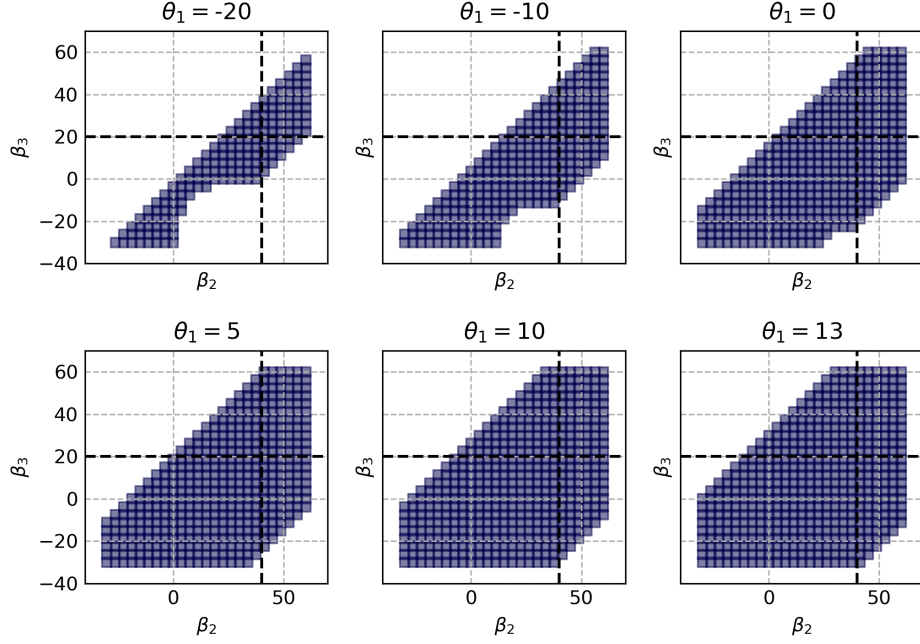 θ₁ = -20
θ₁ = -10
θ₁ = 0
60
40
20
0
−20
−40
β₃
β₃
β₃
β₂
β₂
β₂
θ₁ = 5
θ₁ = 10
θ₁ = 13
60
40
20
0
−20
−40
β₃
β₃
β₃
0
50
0
50
0
50
β₂
β₂
β₂